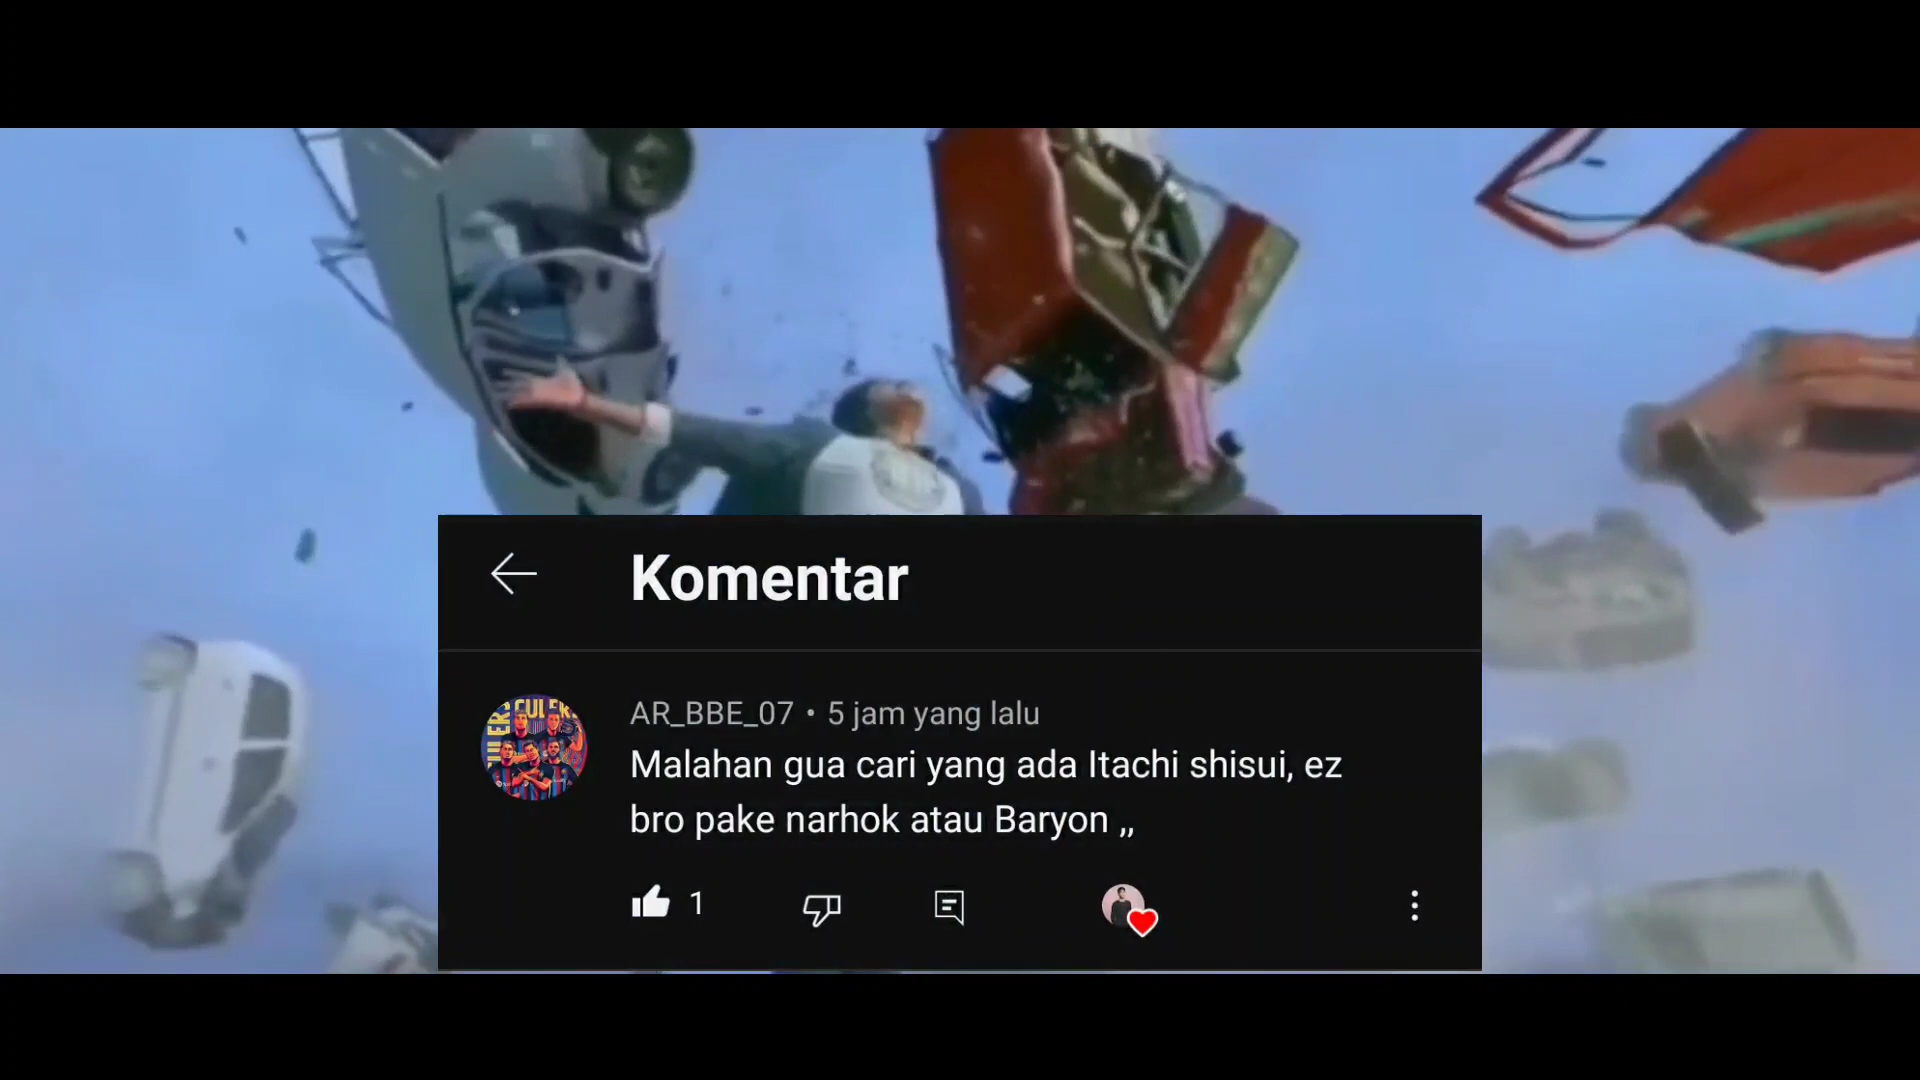 Komentar
AR_BBE_07 • 5 jam yang lalu
Malahan gua cari yang ada Itachi shisui, ez
bro pake narhok atau Baryon ,,
1